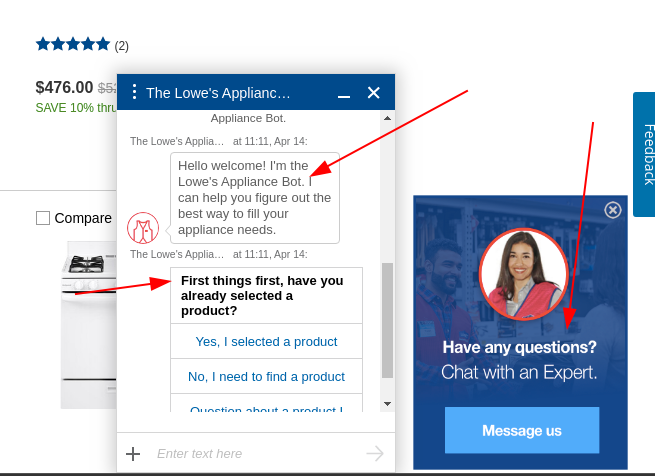 (2)
$476.00 $52
SAVE 10% thru
Compare
The Lowe's Applianc…
Appliance Bot.
The Lowe's Applia… at 11:11, Apr 14:
Hello welcome! I'm the
Lowe's Appliance Bot. I
can help you figure out the
best way to fill your
appliance needs.
The Lowe's Applia… at 11:11, Apr 14:
First things first, have you
already selected a
product?
Yes, I selected a product
No, I need to find a product
Question about a product I
Enter text here
Feedback
Have any questions?
Chat with an Expert.
Message us